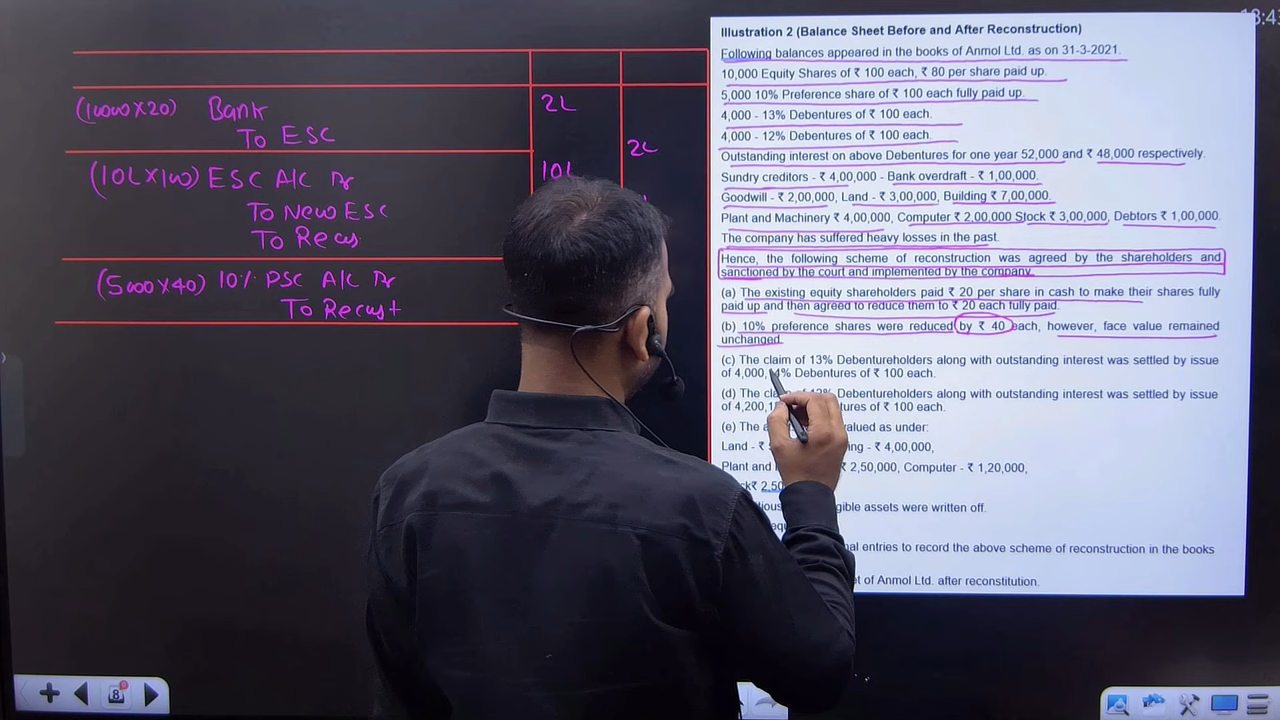 18:43
(10000 X 20) Bank 2L
To ESC 2L
(10L X 100) ESC A/C Dr 10L
To New ESC
To Recus.
(5000 X 40) 10% PSC A/C Dr
To Recust
Illustration 2 (Balance Sheet Before and After Reconstruction)
Following balances appeared in the books of Anmol Ltd. as on 31-3-2021.
10,000 Equity Shares of ₹ 100 each, ₹ 80 per share paid up.
5,000 10% Preference share of ₹ 100 each fully paid up.
4,000 - 13% Debentures of ₹ 100 each.
4,000 - 12% Debentures of ₹ 100 each.
Outstanding interest on above Debentures for one year 52,000 and ₹ 48,000 respectively.
Sundry creditors - ₹ 4,00,000 - Bank overdraft - ₹ 1,00,000.
Goodwill - ₹ 2,00,000, Land - ₹ 3,00,000, Building ₹ 7,00,000.
Plant and Machinery ₹ 4,00,000, Computer ₹ 2,00,000 Stock ₹ 3,00,000, Debtors ₹ 1,00,000.
The company has suffered heavy losses in the past.
Hence, the following scheme of reconstruction was agreed by the shareholders and
sanctioned by the court and implemented by the company.
(a) The existing equity shareholders paid ₹ 20 per share in cash to make their shares fully
paid up and then agreed to reduce them to ₹ 20 each fully paid.
(b) 10% preference shares were reduced by ₹ 40 each, however, face value remained
unchanged.
(c) The claim of 13% Debentureholders along with outstanding interest was settled by issue
of 4,000, 4% Debentures of ₹ 100 each.
(d) The 12% Debentureholders along with outstanding interest was settled by issue
of 4,200, of ₹ 100 each.
(e) The valued as under:
Land - ₹ - ₹ 4,00,000,
Plant and ₹ 2,50,000, Computer - ₹ 1,20,000,
assets were written off.
entries to record the above scheme of reconstruction in the books
of Anmol Ltd. after reconstitution.
8